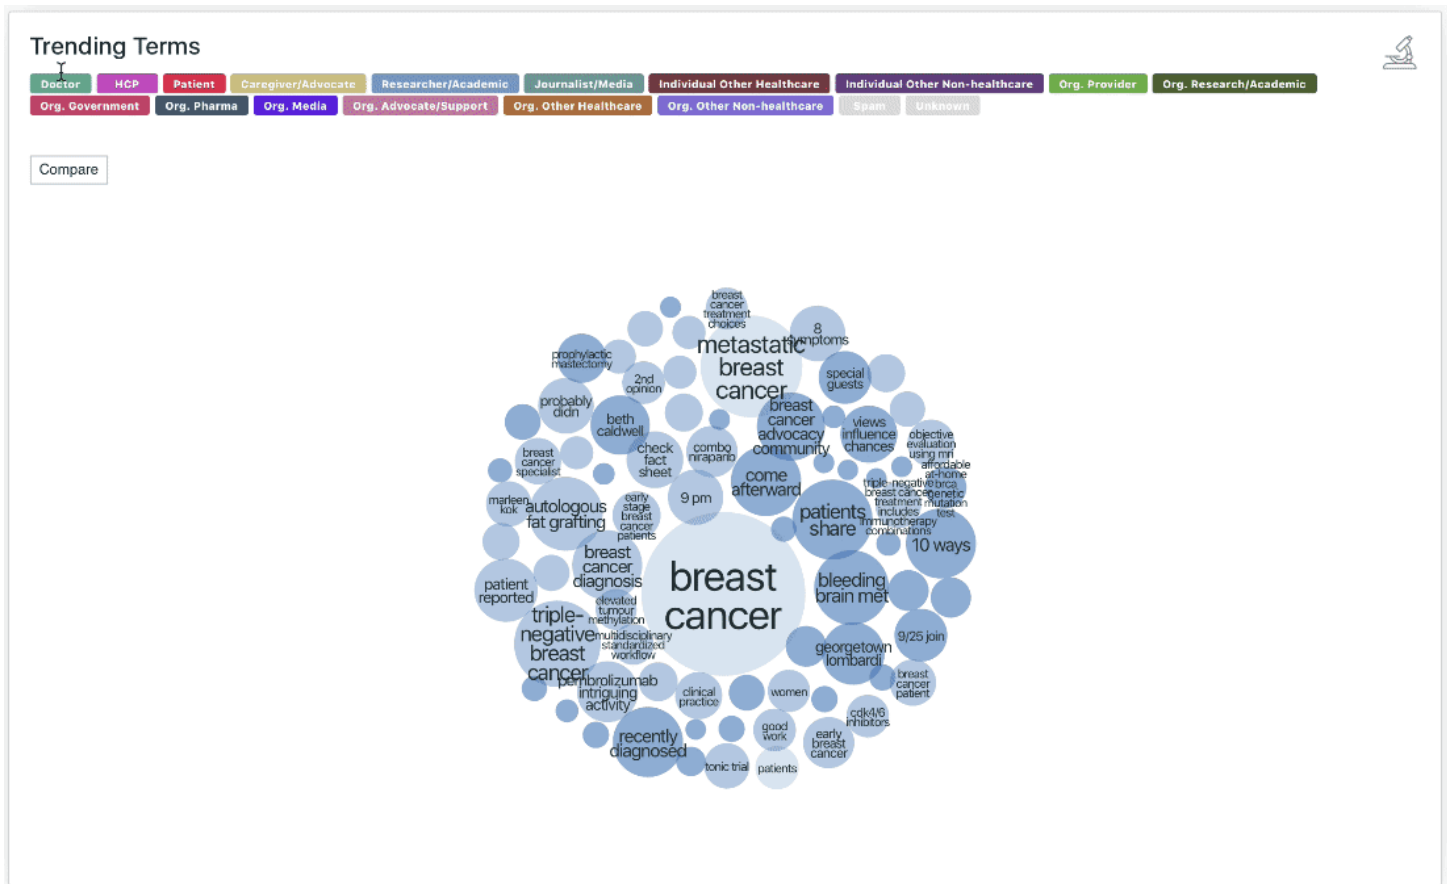 Trending Terms
Doctor HCP Patient Caregiver/Advocate Researcher/Academic Journalist/Media Individual Other Healthcare Individual Other Non-healthcare Org. Provider Org. Research/Academic
Org. Government Org. Pharma Org. Media Org. Advocate/Support Org. Other Healthcare Org. Other Non-healthcare Spam Unknown
Compare
breast
cancer
treatment
choices
8
symptoms
metastatic
breast
cancer
prophylactic
mastectomy
2nd
opinion
special
guests
probably
didn
beth
caldwell
breast
cancer
advocacy
community
views
influence
chances
objective
evaluation
using mri
check
fact
sheet
combo
niraparib
breast
cancer
specialist
affordable
at-home
brca
genetic
mutation
test
come
afterward
triple-negative
breast cancer
treatment
includes
immunotherapy
combinations
marleen
kok
autologous
fat grafting
early
stage
breast
cancer
patients
9 pm
patients
share
10 ways
breast
cancer
diagnosis
breast
cancer
bleeding
brain met
patient
reported
elevated
tumour
methylation
triple-
negative
breast
cancer
multidisciplinary
standardized
workflow
georgetown
lombardi
9/25 join
pembrolizumab
intriguing
activity
clinical
practice
women
breast
cancer
patient
cdk4/6
inhibitors
recently
diagnosed
good
work
early
breast
cancer
tonic trial
patients